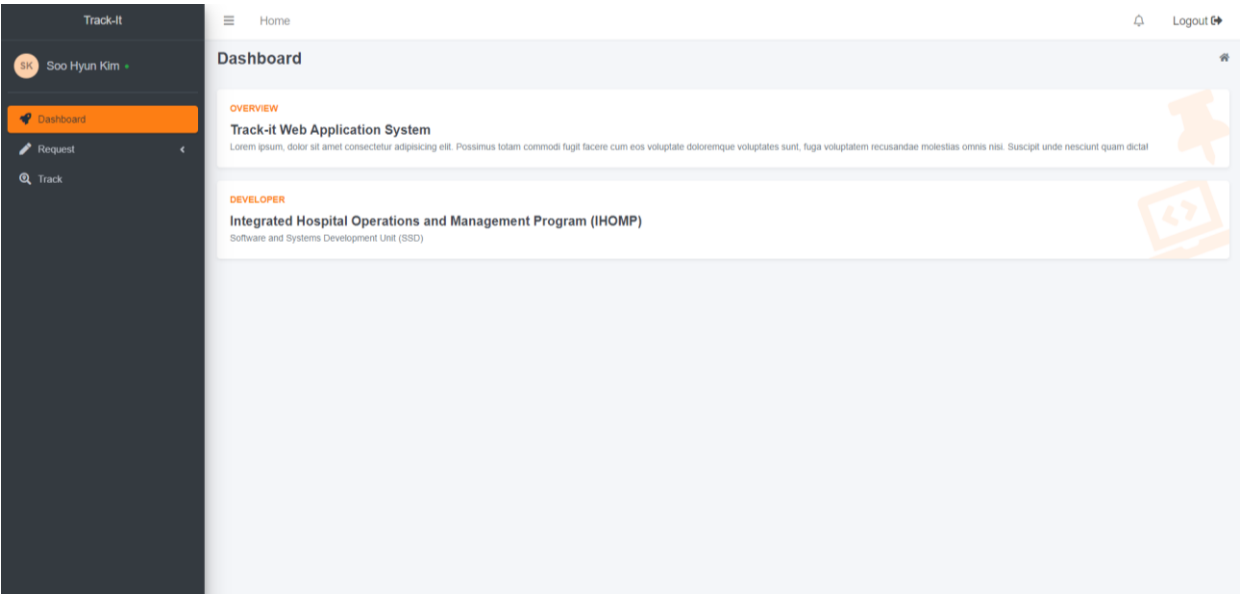 Track-It
Home
Logout
SK
Soo Hyun Kim
Dashboard
Request
Track
Dashboard
OVERVIEW
Track-it Web Application System
Lorem ipsum, dolor sit amet consectetur adipisicing elit. Possimus totam commodi fugit facere cum eos voluptate doloremque voluptates sunt, fuga voluptatem recusandae molestias omnis nisi. Suscipit unde nesciunt quam dicta!
DEVELOPER
Integrated Hospital Operations and Management Program (IHOMP)
Software and Systems Development Unit (SSD)